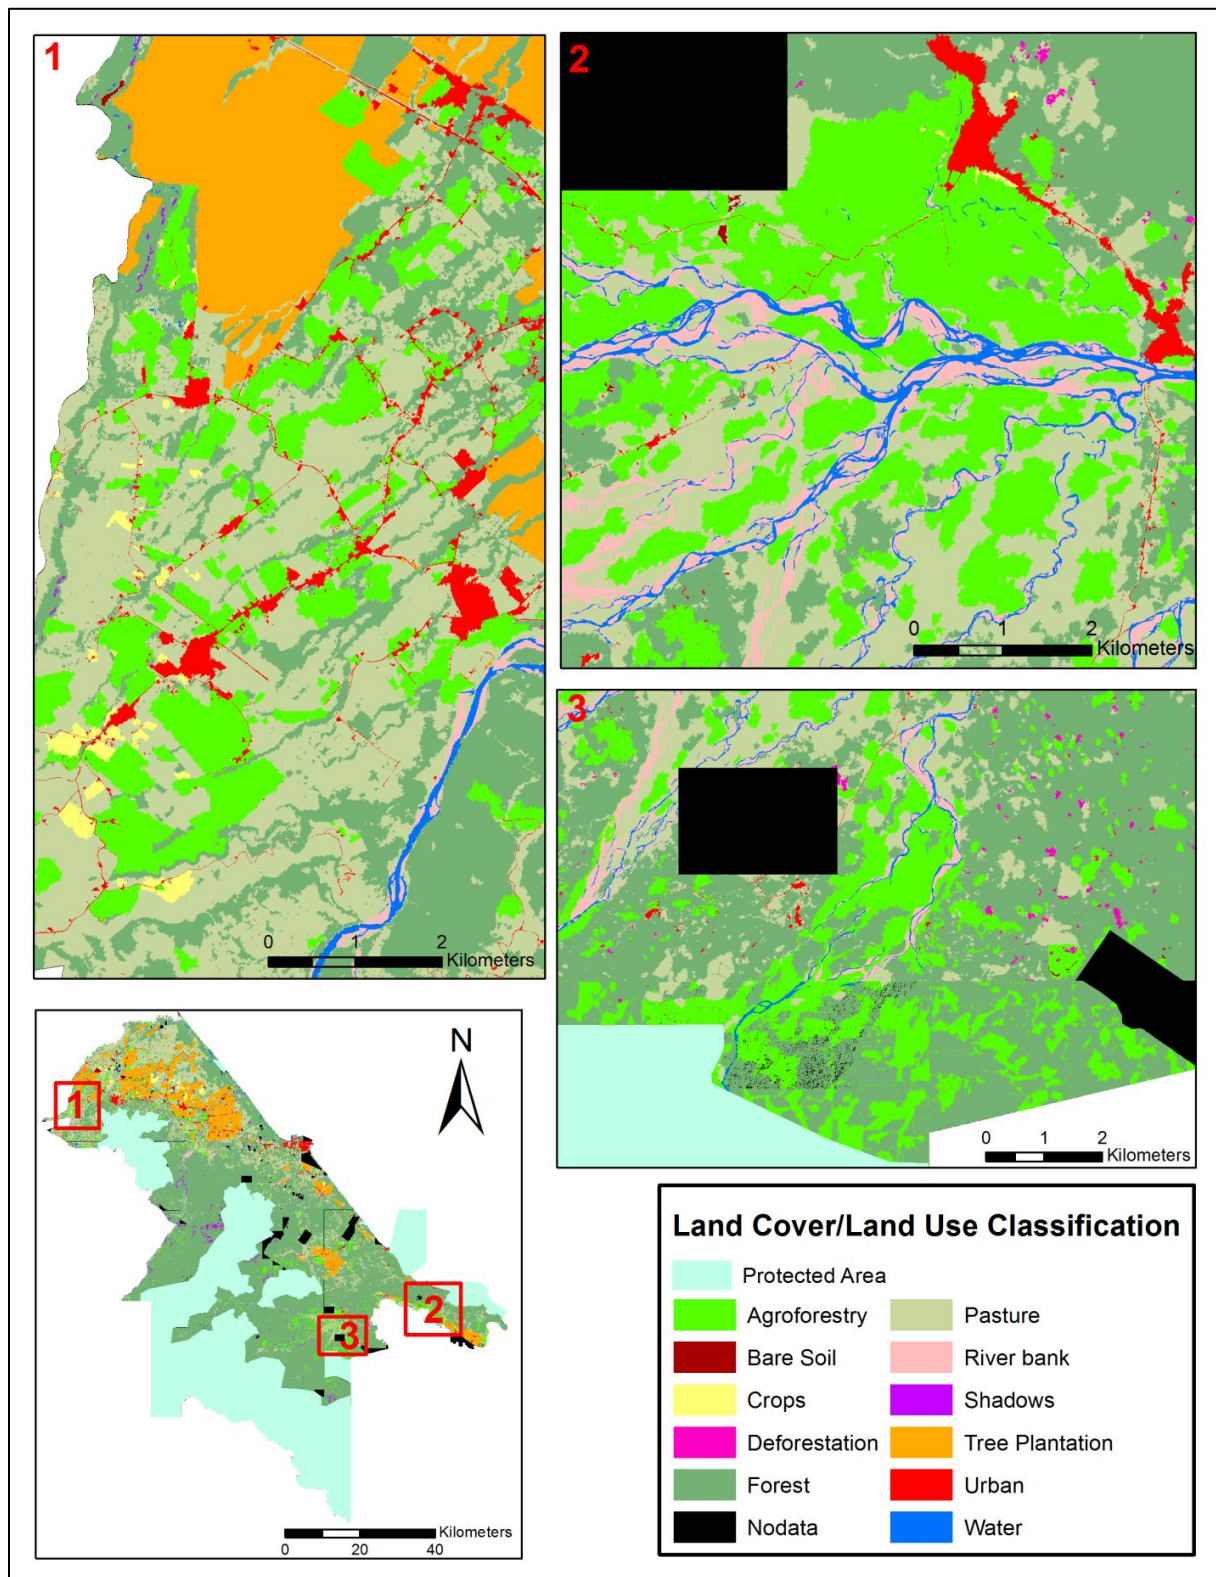 1
2
0 1 2
Kilometers
0 1 2
Kilometers
3
0 1 2
Kilometers
N
1
2
3
Kilometers
0 20 40
Land Cover/Land Use Classification
Protected Area
Agroforestry Pasture
Bare Soil River bank
Crops Shadows
Deforestation Tree Plantation
Forest Urban
Nodata Water